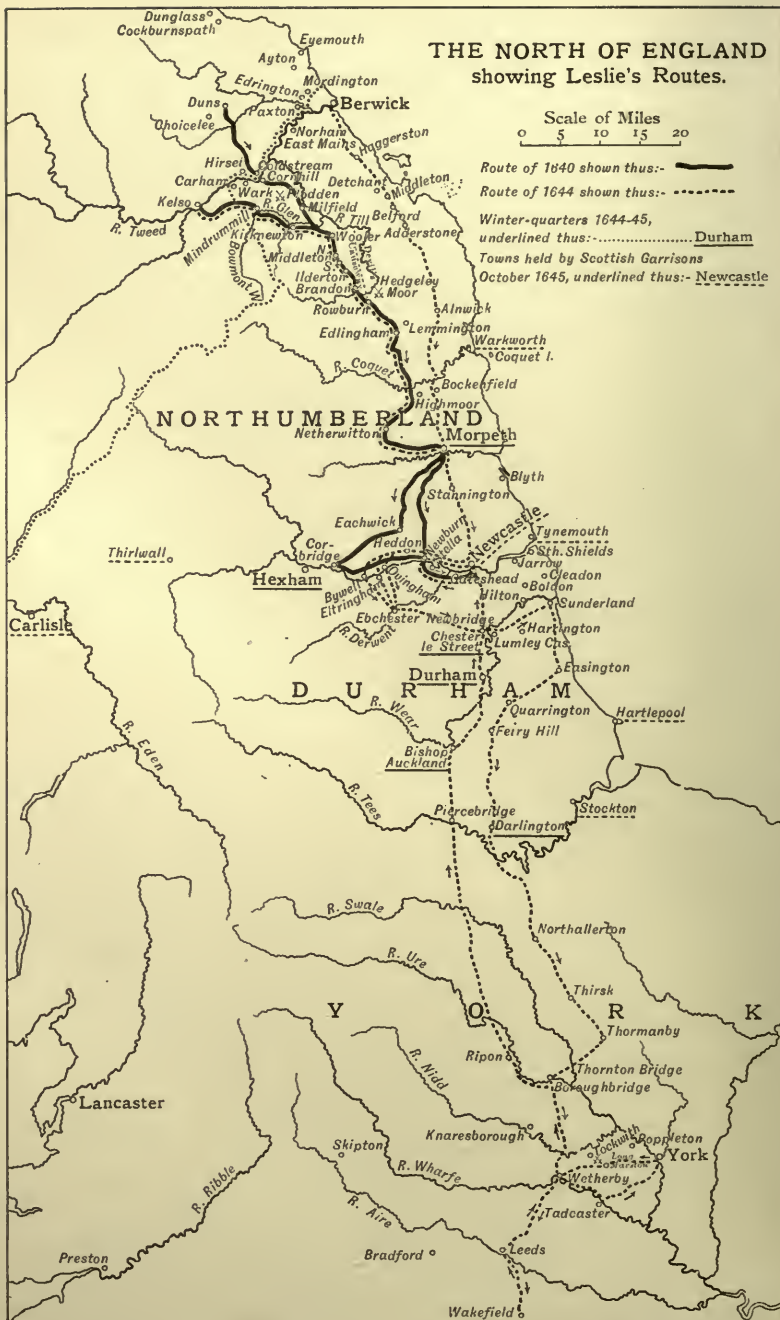 THE NORTH OF ENGLAND
showing Leslie's Routes.
Scale of Miles
0 5 10 15 20
Route of 1640 shown thus:-
Route of 1644 shown thus:-
Winter-quarters 1644-45,
underlined thus:- Durham
Towns held by Scottish Garrisons
October 1645, underlined thus:- Newcastle
Dunglass
Cockburnspath
Eyemouth
Ayton
Mordington
Edrington
Duns
Paxton
Berwick
Choicelee
Norham
East Mains
Haggerston
Hirsel
Coldstream
Cornhill
Carham
Wark
Flodden
Detchant
Middleton
Kelso
Milfield
R. Glen
R. Till
Belford
Adderstone
R. Tweed
Mindrummill
Kirknewton
Wooler
Bowmont W.
Middleton
N.
S.
Ilderton
Brandon
Hedgeley
Moor
Rowburn
Alnwick
Edlingham
Lemmington
Warkworth
Coquet I.
R. Coquet
Bockenfield
Highmoor
NORTHUMBERLAND
Netherwitton
Morpeth
Blyth
Stannington
Eachwick
Newburn
Stella
Newcastle
Tynemouth
Cor-
bridge
Heddon
Sth. Shields
Thirlwall
Jarrow
Hexham
Bywell
Eltringham
Ovingham
Gateshead
Cleadon
Boldon
Hilton
Ebchester
Newbridge
Sunderland
Carlisle
R. Derwent
Chester
le Street
Hartington
Lumley Cas.
Durham
Easington
DURHAM
R. Wear
Quarrington
Hartlepool
Ferry Hill
R. Eden
Bishop
Auckland
R. Tees
Stockton
Piercebridge
Darlington
R. Swale
Northallerton
R. Ure
Thirsk
YORK
Thormanby
R. Nidd
Ripon
Thornton Bridge
Boroughbridge
Lancaster
Knaresborough
Tockwith
Poppleton
Long
Marston
York
Skipton
R. Wharfe
Wetherby
R. Ribble
Tadcaster
R. Aire
Preston
Bradford
Leeds
Wakefield